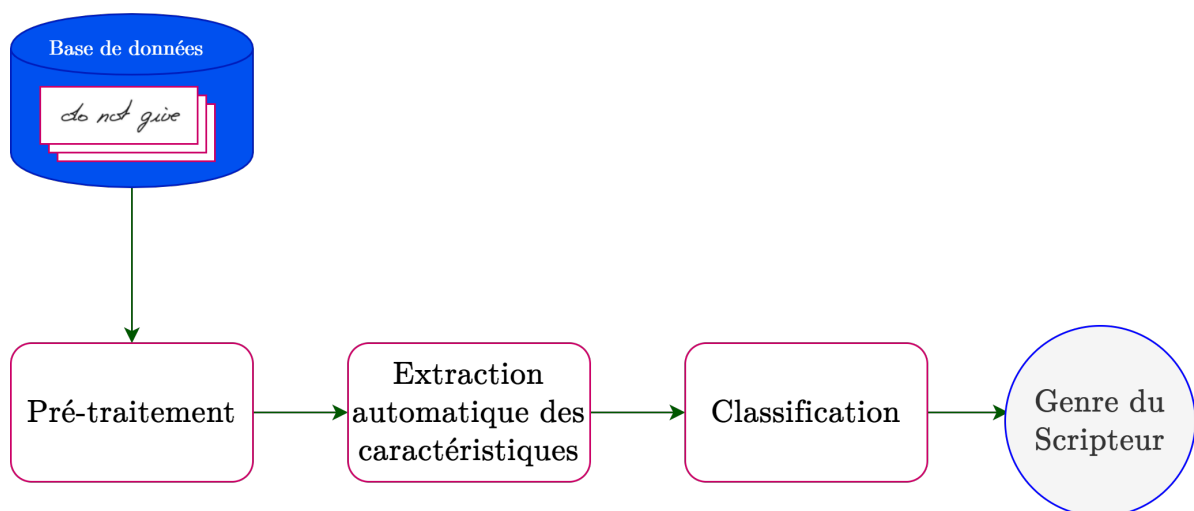 Base de données
do not give
Pré-traitement
Extraction
automatique des
caractéristiques
Classification
Genre du
Scripteur